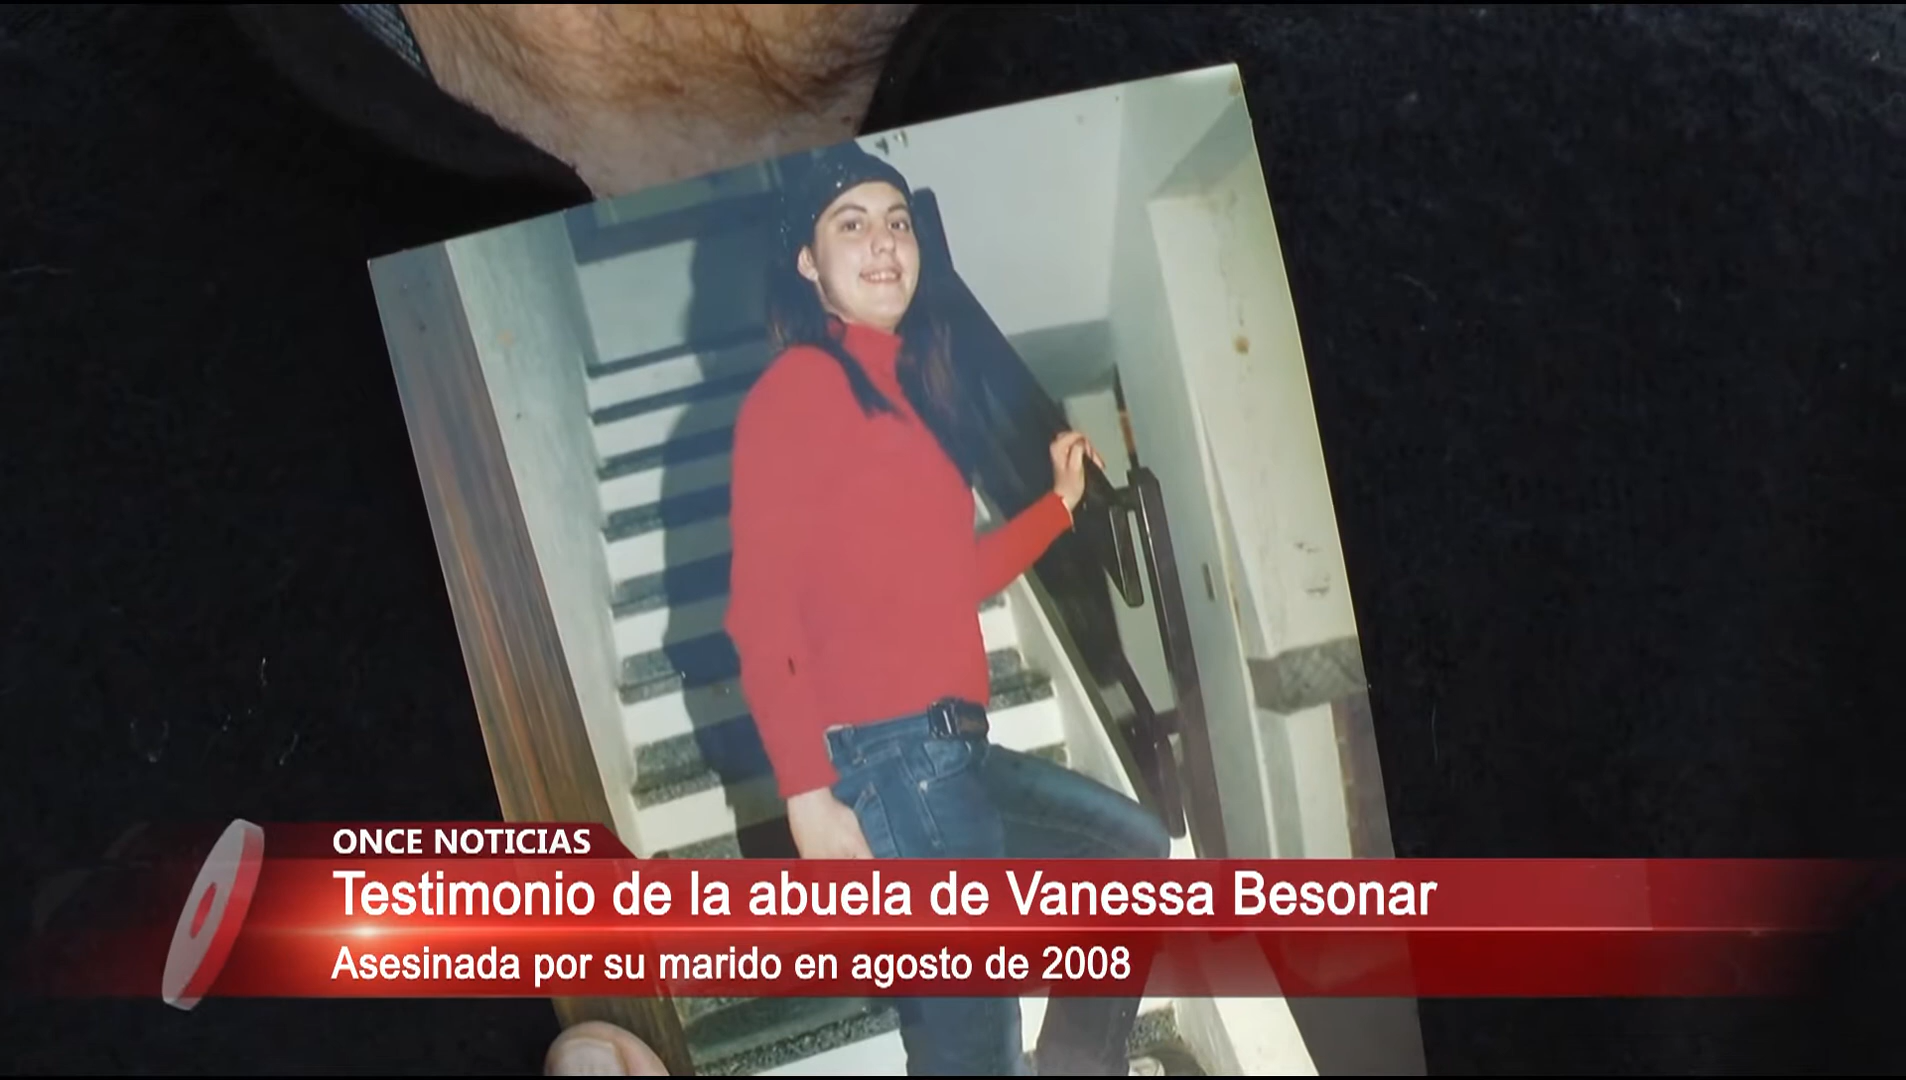 ONCE NOTICIAS
Testimonio de la abuela de Vanessa Besonar
Asesinada por su marido en agosto de 2008